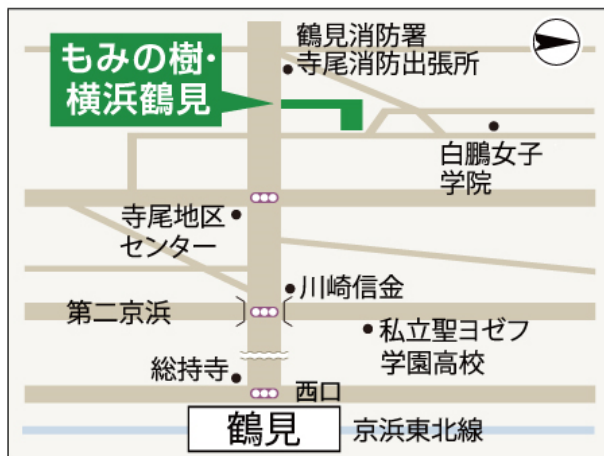 鶴見消防署
寺尾消防出張所
もみの樹・
横浜鶴見
白鵬女子
学院
寺尾地区
センター
川崎信金
第二京浜
私立聖ヨゼフ
学園高校
総持寺
西口
鶴見
京浜東北線